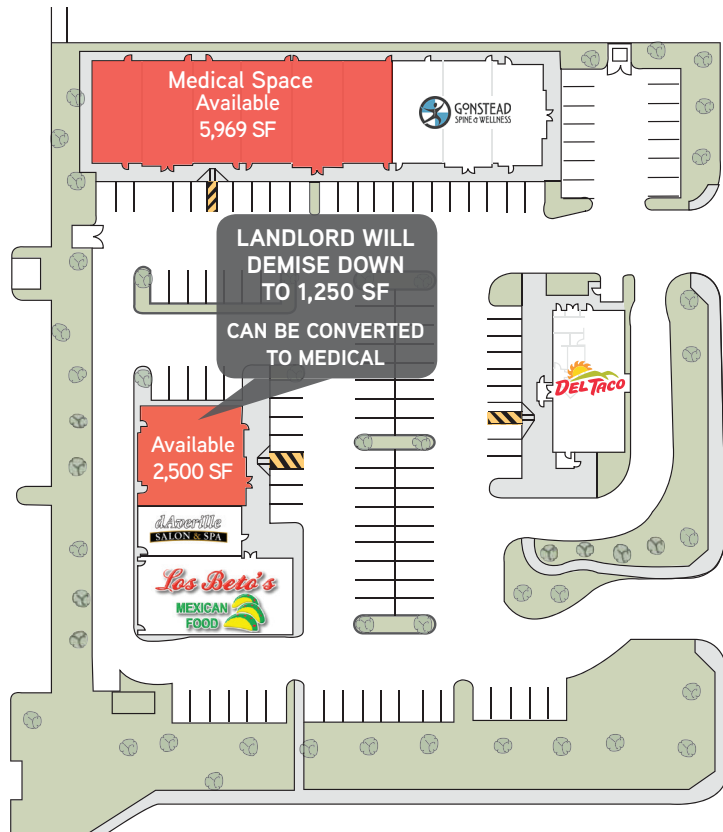 Medical Space
Available
5,969 SF
GONSTEAD
SPINE & WELLNESS
LANDLORD WILL
DEMISE DOWN
TO 1,250 SF
CAN BE CONVERTED
TO MEDICAL
DEL TACO
Available
2,500 SF
dAverille
SALON & SPA
Los Beto's
MEXICAN
FOOD